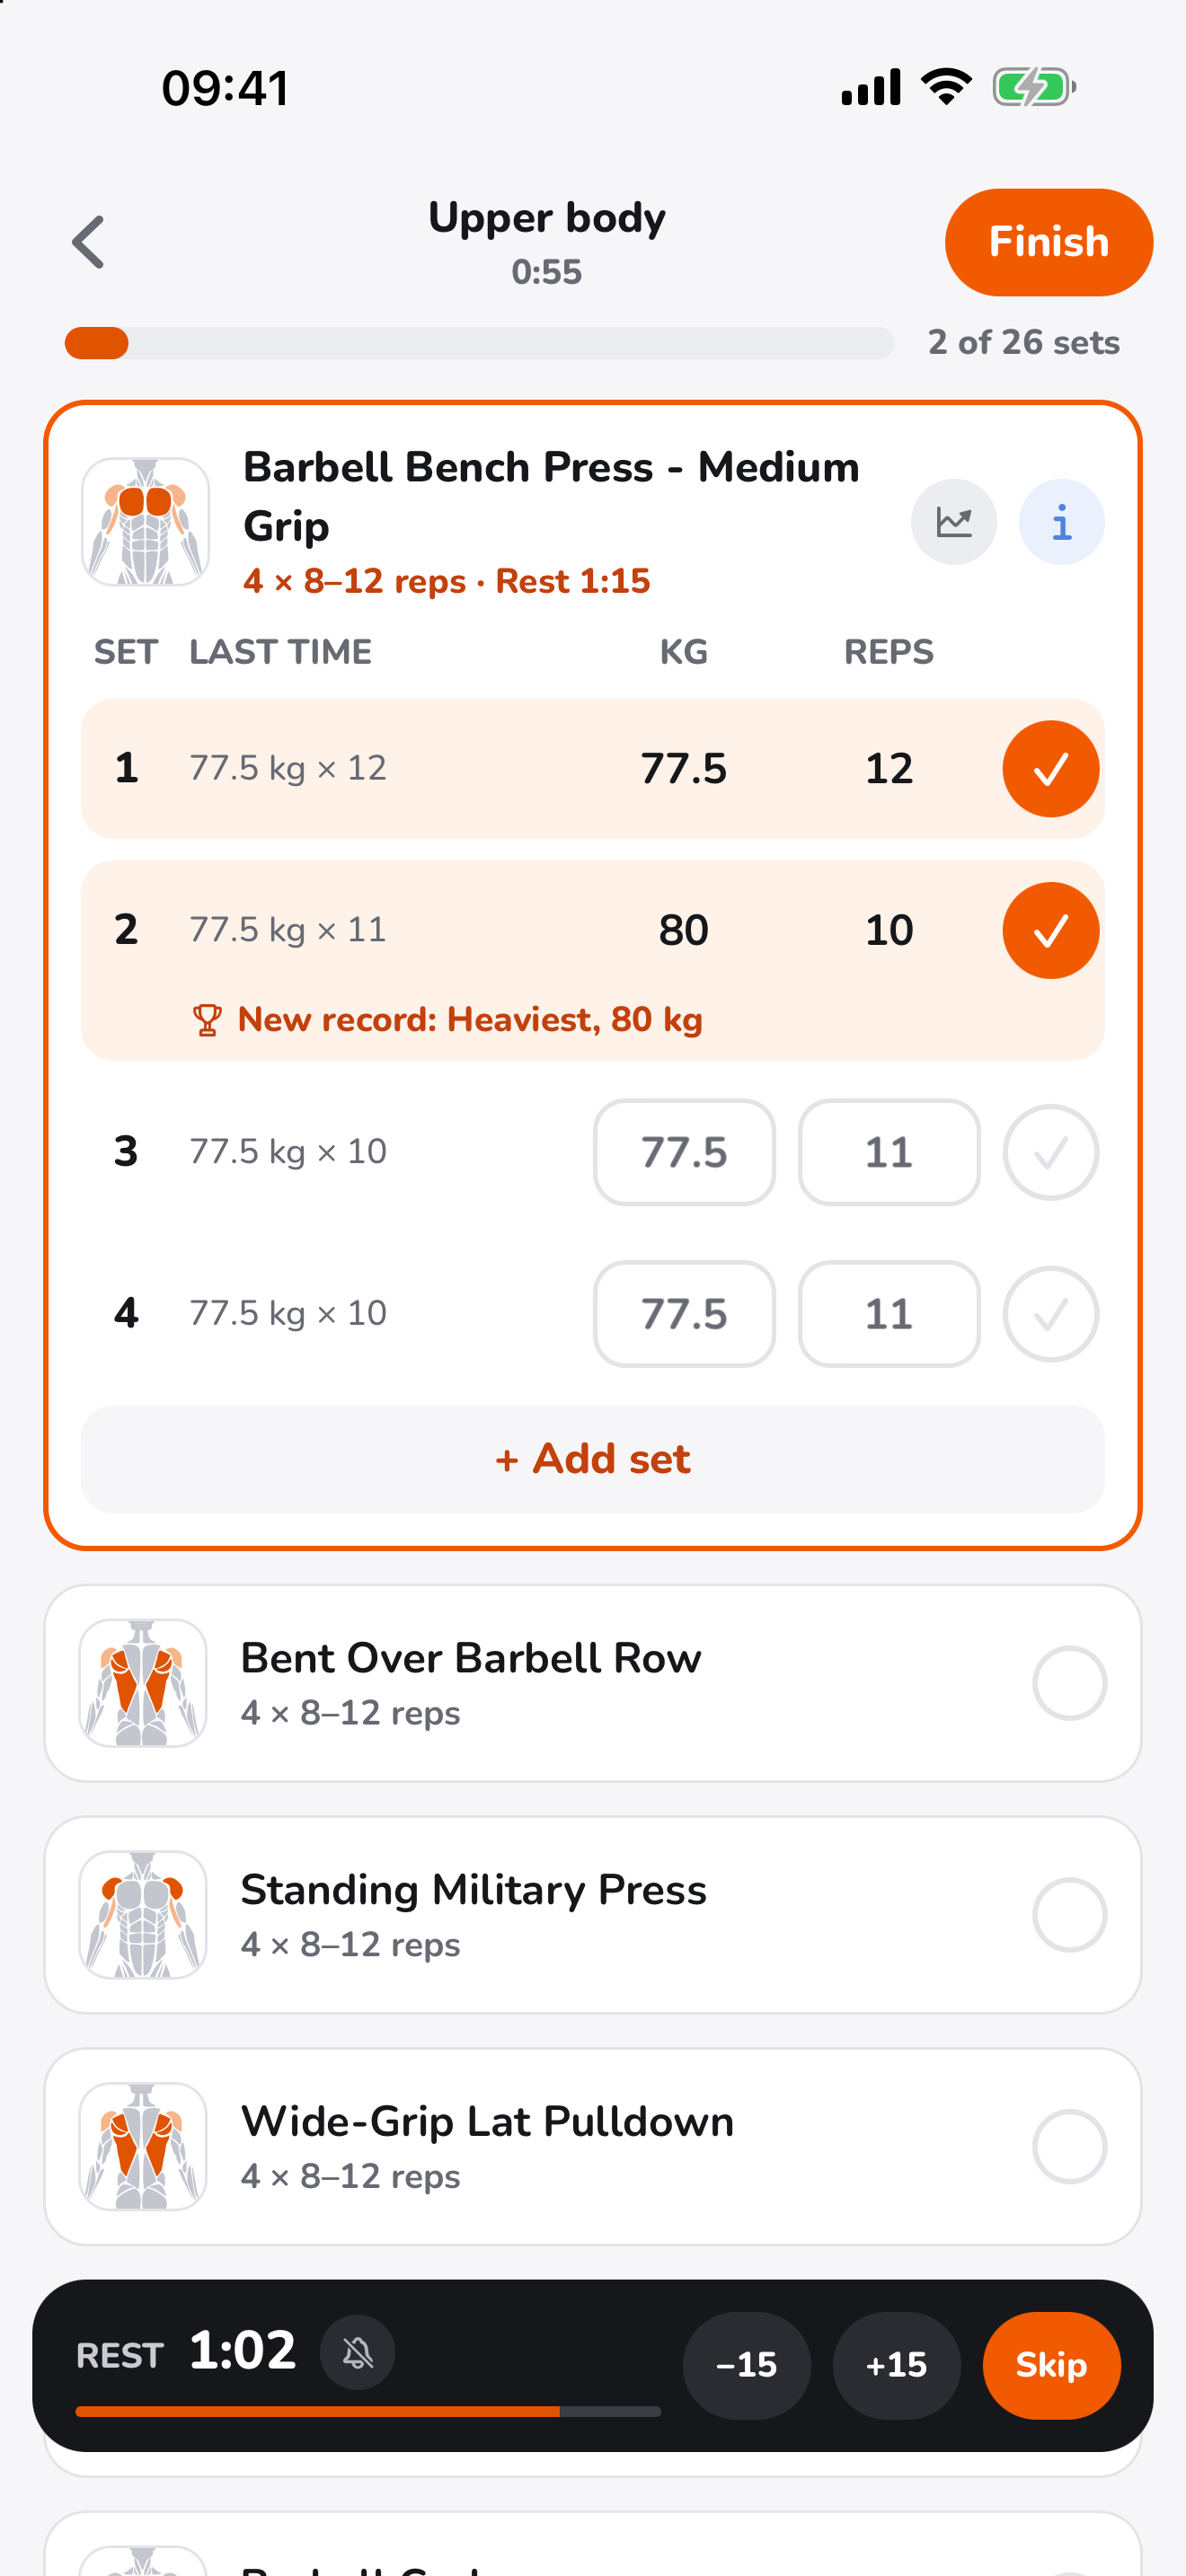 09:41
Upper body
0:55
Finish
2 of 26 sets
Barbell Bench Press - Medium
Grip
4 × 8–12 reps · Rest 1:15
SET LAST TIME KG REPS
1 77.5 kg × 12 77.5 12
2 77.5 kg × 11 80 10
New record: Heaviest, 80 kg
3 77.5 kg × 10 77.5 11
4 77.5 kg × 10 77.5 11
+ Add set
Bent Over Barbell Row
4 × 8–12 reps
Standing Military Press
4 × 8–12 reps
Wide-Grip Lat Pulldown
4 × 8–12 reps
REST 1:02 −15 +15 Skip